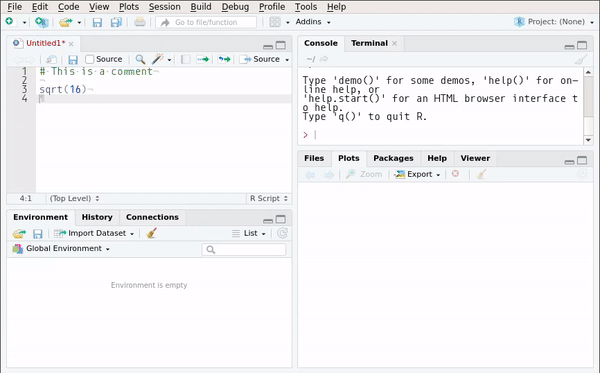 File Edit Code View Plots Session Build Debug Profile Tools Help
Go to file/function Addins Project: (None)
Untitled1*
Source Source
1 # This is a comment
2
3 sqrt(16)
4
4:1 (Top Level) R Script
Environment History Connections
Import Dataset List
Global Environment
Environment is empty
Console Terminal
~/
Type 'demo()' for some demos, 'help()' for on-
line help, or
'help.start()' for an HTML browser interface t
o help.
Type 'q()' to quit R.
>
Files Plots Packages Help Viewer
Zoom Export